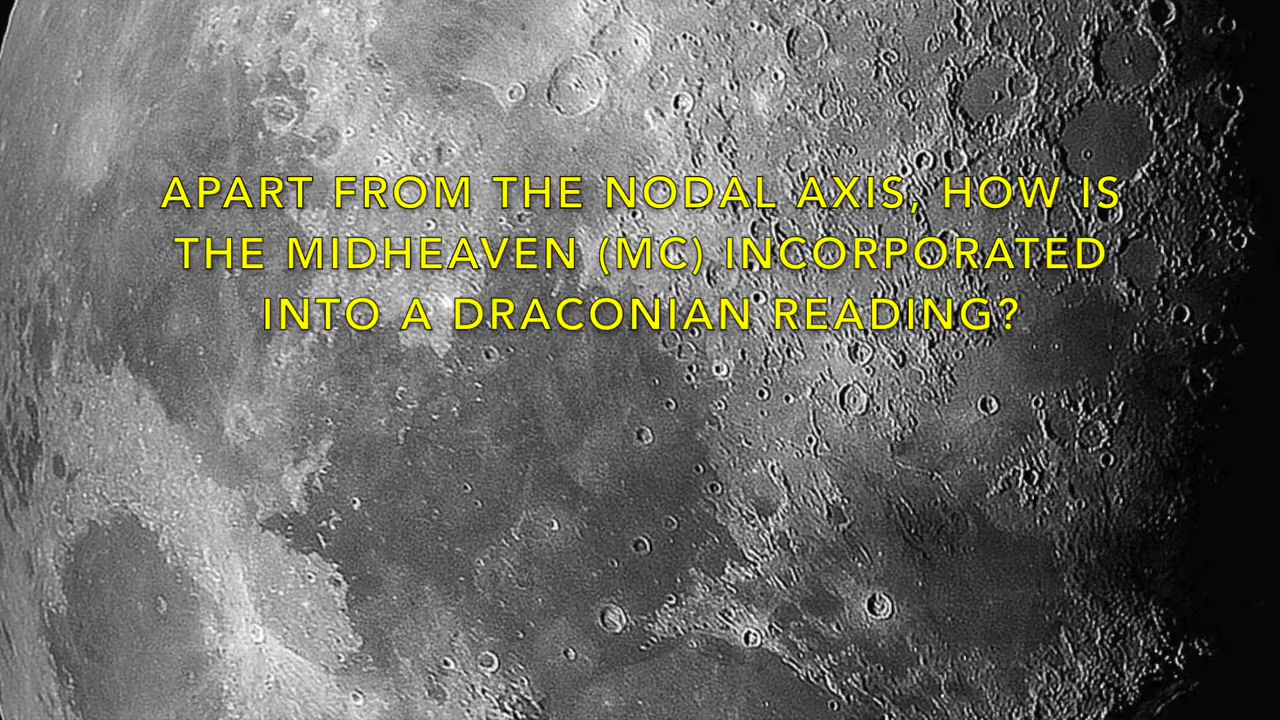 APART FROM THE NODAL AXIS, HOW IS
THE MIDHEAVEN (MC) INCORPORATED
INTO A DRACONIAN READING?